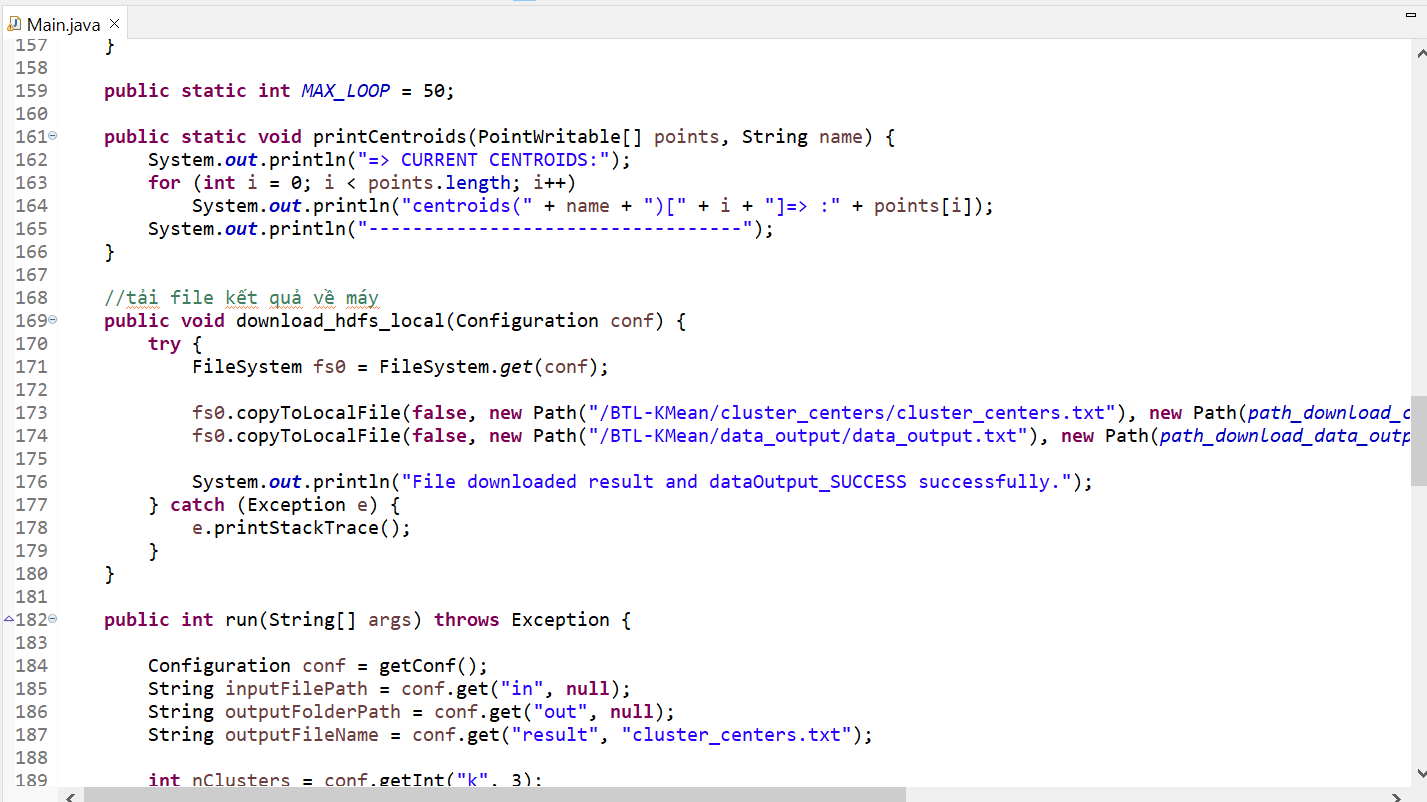 Main.java
157 }
158
159 public static int MAX_LOOP = 50;
160
161 public static void printCentroids(PointWritable[] points, String name) {
162 System.out.println("=> CURRENT CENTROIDS:");
163 for (int i = 0; i < points.length; i++)
164 System.out.println("centroids(" + name + ")[" + i + "]=> :" + points[i]);
165 System.out.println("----------------------------------");
166 }
167
168 //tải file kết quả về máy
169 public void download_hdfs_local(Configuration conf) {
170 try {
171 FileSystem fs0 = FileSystem.get(conf);
172
173 fs0.copyToLocalFile(false, new Path("/BTL-KMean/cluster_centers/cluster_centers.txt"), new Path(path_download_c
174 fs0.copyToLocalFile(false, new Path("/BTL-KMean/data_output/data_output.txt"), new Path(path_download_data_outp
175
176 System.out.println("File downloaded result and dataOutput_SUCCESS successfully.");
177 } catch (Exception e) {
178 e.printStackTrace();
179 }
180 }
181
182 public int run(String[] args) throws Exception {
183
184 Configuration conf = getConf();
185 String inputFilePath = conf.get("in", null);
186 String outputFolderPath = conf.get("out", null);
187 String outputFileName = conf.get("result", "cluster_centers.txt");
188
189 int nClusters = conf.getInt("k", 3);